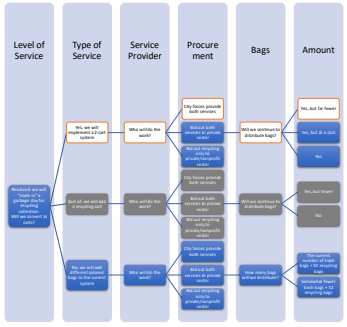 Level of
Service
Type of
Service
Service
Provider
Procure
ment
Bags
Amount
Resolved: we will
"trade in" a
garbage day for
recycling
collection.
Will we convert to
carts?
Yes, we will
implement a 2-cart
system
Who will do the
work?
City forces provide
both services
Bid out both
services to private
sector
Bid out recycling
only to
private/nonprofit
sector
Will we continue to
distribute bags?
Yes, but far fewer
Yes, but at a cost
No
Sort of, we will add
a recycling cart
Who will do the
work?
City forces provide
both services
Bid out both
services to private
sector
Bid out recycling
only to
private/nonprofit
sector
Will we continue to
distribute bags?
Yes, but fewer
No
No, we will add
different colored
bags to the current
system
Who will do the
work?
City forces provide
both services
Bid out both
services to private
sector
Bid out recycling
only to
private/nonprofit
sector
How many bags
will we distribute?
The current
number of trash
bags + 52 recycling
bags
Somewhat fewer
trash bags + 52
recycling bags